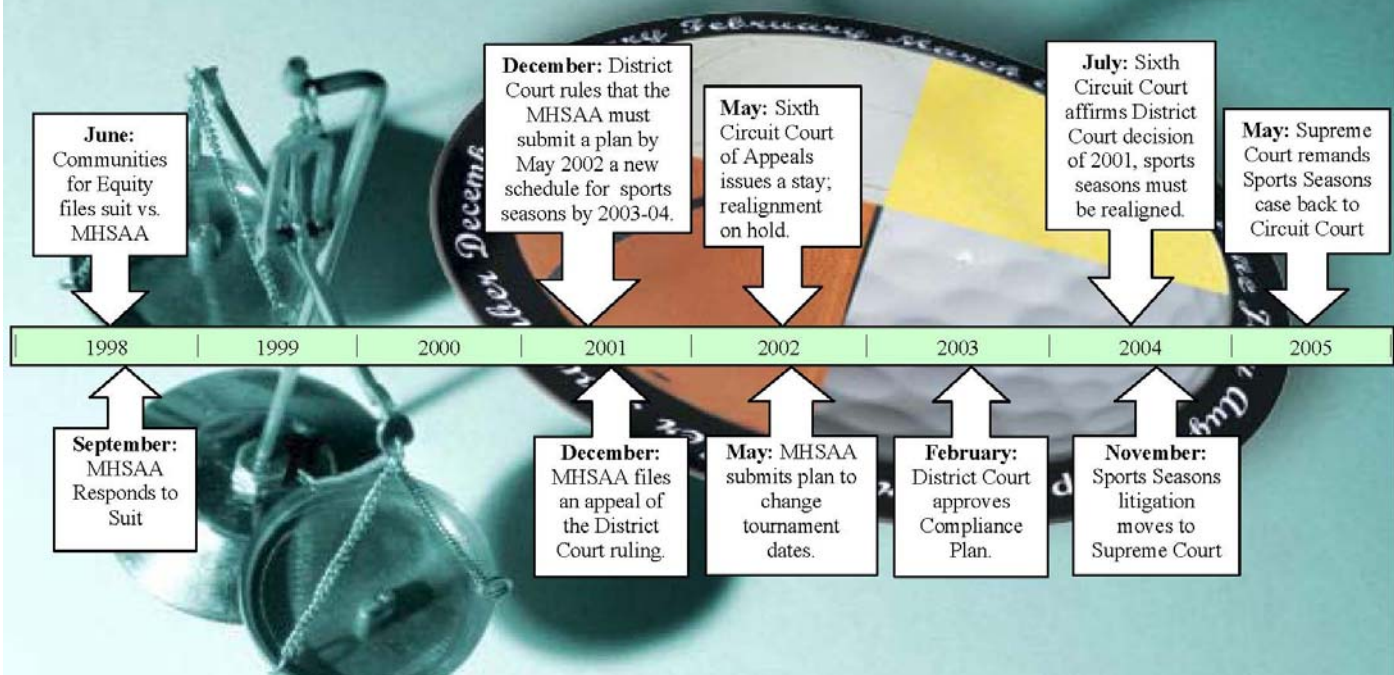 December: District
Court rules that the
MHSAA must
submit a plan by
May 2002 a new
schedule for sports
seasons by 2003-04.
May: Sixth
Circuit Court
of Appeals
issues a stay;
realignment
on hold.
July: Sixth
Circuit Court
affirms District
Court decision
of 2001, sports
seasons must
be realigned.
May: Supreme
Court remands
Sports Seasons
case back to
Circuit Court
June:
Communities
for Equity
files suit vs.
MHSAA
February March
Decemb
1998 1999 2000 2001 2002 2003 2004 2005
September:
MHSAA
Responds to
Suit
December:
MHSAA files
an appeal of
the District
Court ruling.
May: MHSAA
submits plan to
change
tournament
dates.
February:
District Court
approves
Compliance
Plan.
November:
Sports Seasons
litigation
moves to
Supreme Court